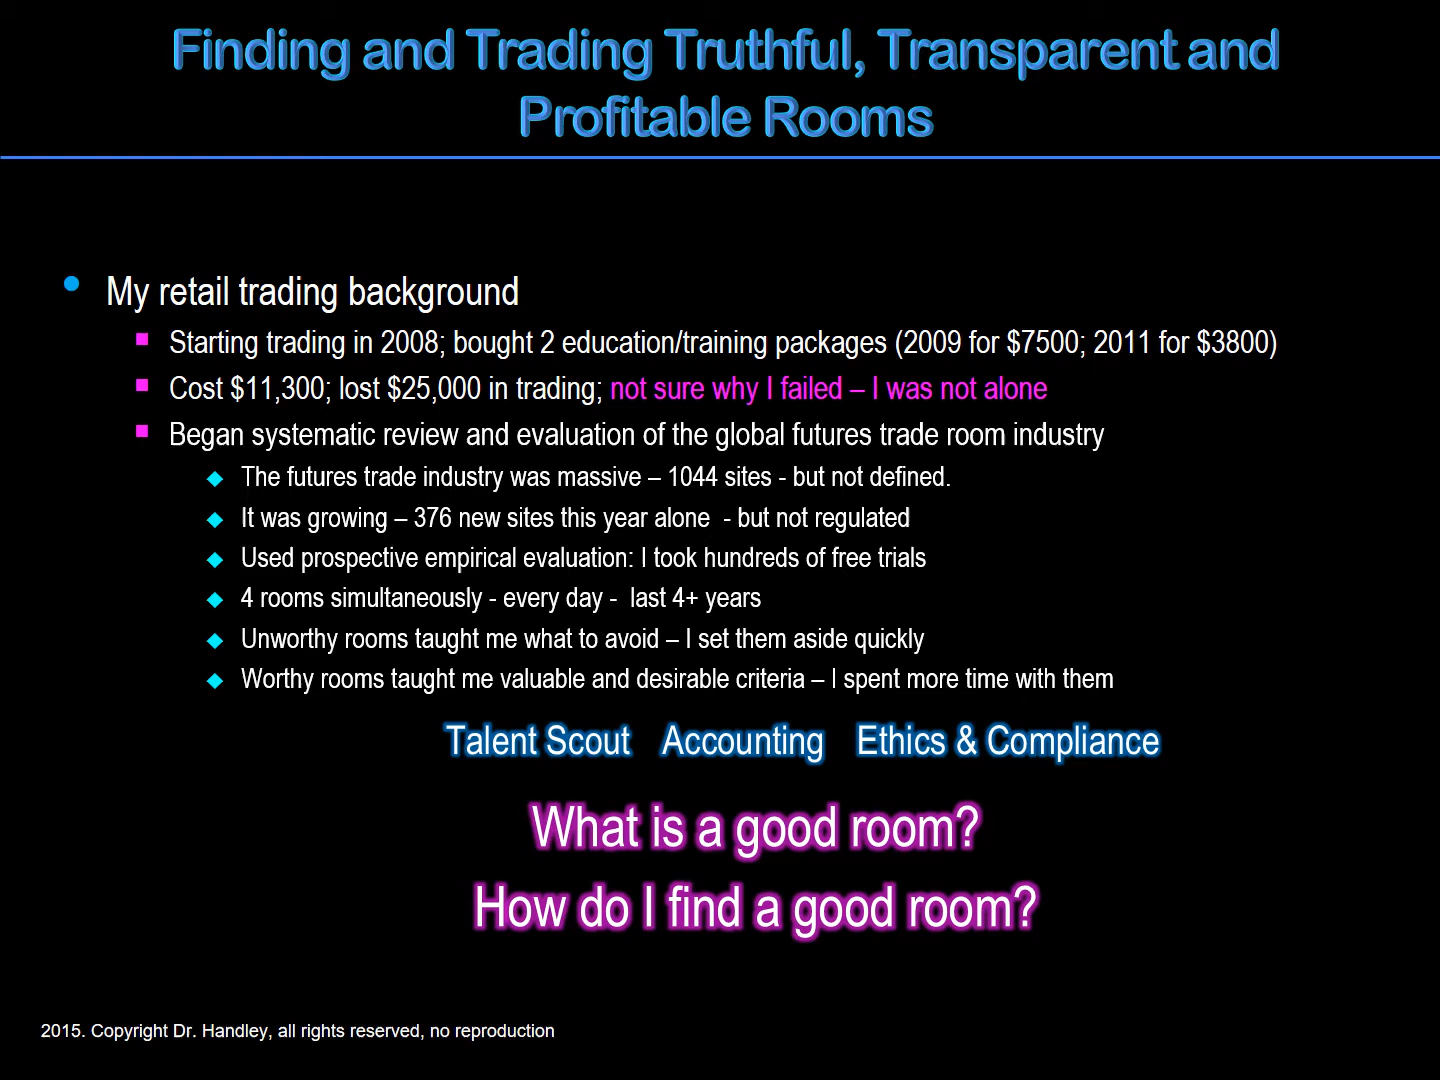 Finding and Trading Truthful, Transparent and
Profitable Rooms
My retail trading background
Starting trading in 2008; bought 2 education/training packages (2009 for $7500; 2011 for $3800)
Cost $11,300; lost $25,000 in trading; not sure why I failed – I was not alone
Began systematic review and evaluation of the global futures trade room industry
The futures trade industry was massive – 1044 sites - but not defined.
It was growing – 376 new sites this year alone - but not regulated
Used prospective empirical evaluation: I took hundreds of free trials
4 rooms simultaneously - every day - last 4+ years
Unworthy rooms taught me what to avoid – I set them aside quickly
Worthy rooms taught me valuable and desirable criteria – I spent more time with them
Talent Scout Accounting Ethics & Compliance
What is a good room?
How do I find a good room?
2015. Copyright Dr. Handley, all rights reserved, no reproduction